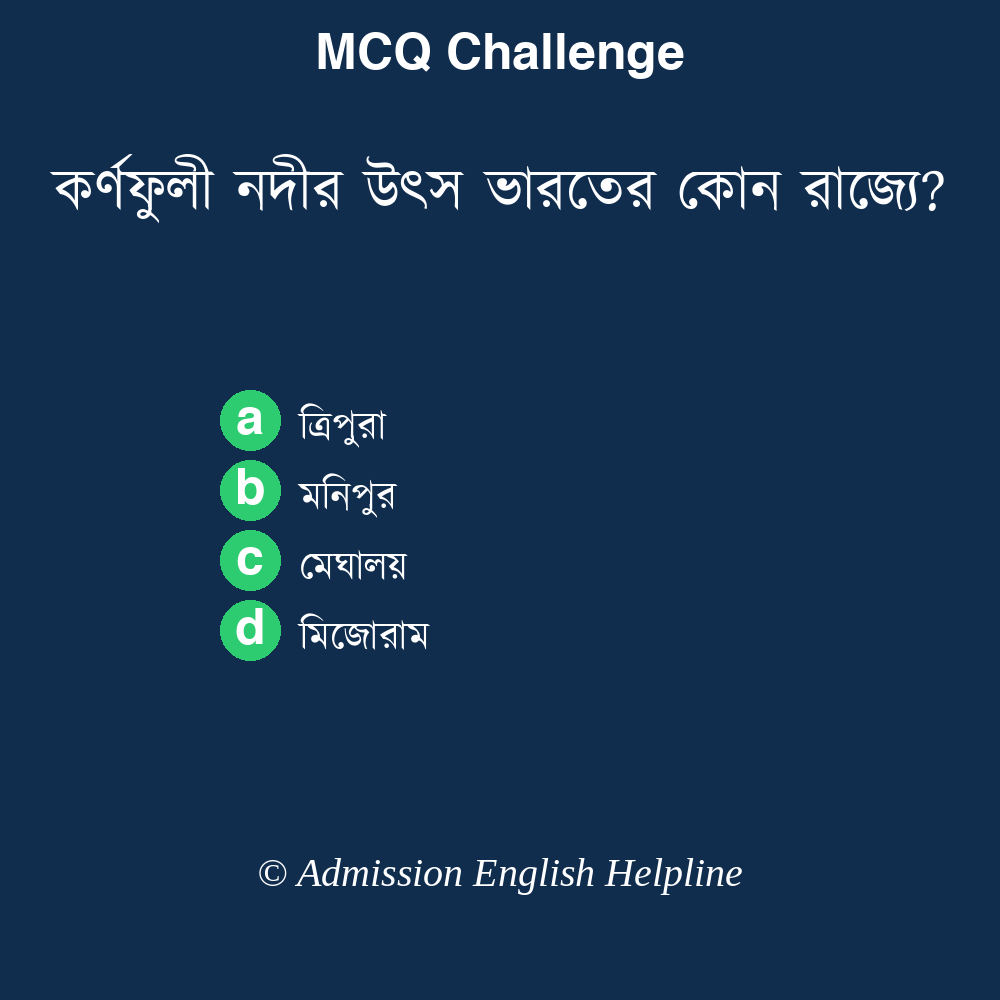 MCQ Challenge
কর্ণফুলী নদীর উৎস ভারতের কোন রাজ্যে?
a ত্রিপুরা
b মনিপুর
c মেঘালয়
d মিজোরাম
© Admission English Helpline